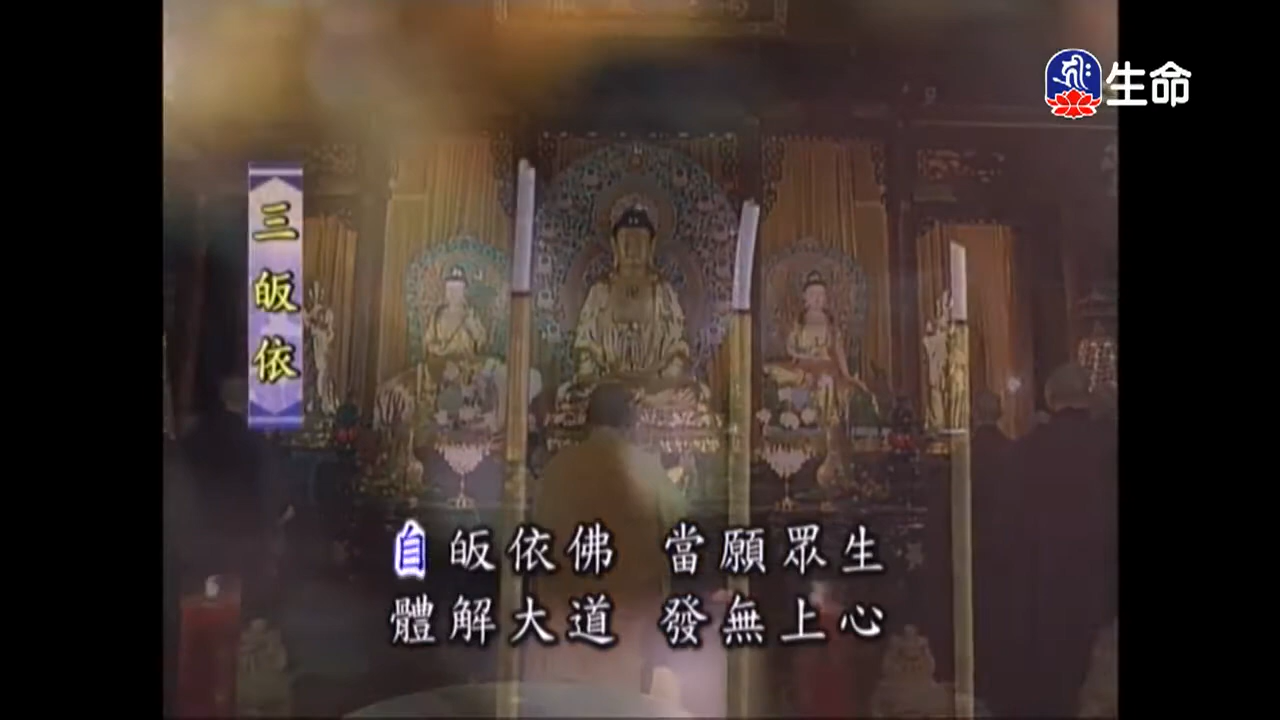 生命
三皈依
自皈依佛 當願眾生
體解大道 發無上心